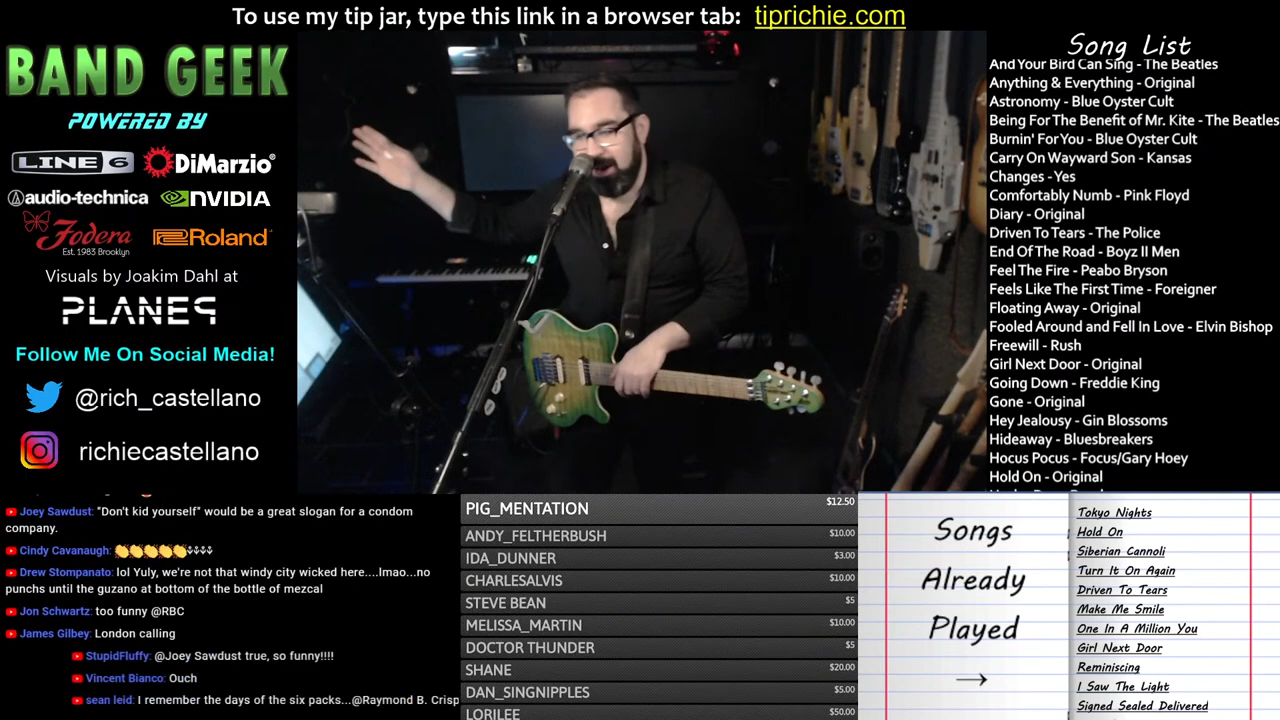 To use my tip jar, type this link in a browser tab: tiprichie.com
BAND GEEK
POWERED BY
LINE 6
DiMarzio®
audio-technica
NVIDIA
Fodera
Est. 1983 Brooklyn
Roland
Visuals by Joakim Dahl at
PLANE9
Follow Me On Social Media!
@rich_castellano
richiecastellano
Song List
And Your Bird Can Sing - The Beatles
Anything & Everything - Original
Astronomy - Blue Oyster Cult
Being For The Benefit of Mr. Kite - The Beatles
Burnin' For You - Blue Oyster Cult
Carry On Wayward Son - Kansas
Changes - Yes
Comfortably Numb - Pink Floyd
Diary - Original
Driven To Tears - The Police
End Of The Road - Boyz II Men
Feel The Fire - Peabo Bryson
Feels Like The First Time - Foreigner
Floating Away - Original
Fooled Around and Fell In Love - Elvin Bishop
Freewill - Rush
Girl Next Door - Original
Going Down - Freddie King
Gone - Original
Hey Jealousy - Gin Blossoms
Hideaway - Bluesbreakers
Hocus Pocus - Focus/Gary Hoey
Hold On - Original
Joey Sawdust: "Don't kid yourself" would be a great slogan for a condom
company.
Cindy Cavanaugh:
Drew Stompanato: lol Yuly, we're not that windy city wicked here....lmao...no
punchs until the guzano at bottom of the bottle of mezcal
Jon Schwartz: too funny @RBC
James Gilbey: London calling
StupidFluffy: @Joey Sawdust true, so funny!!!!
Vincent Bianco: Ouch
sean leid: I remember the days of the six packs...@Raymond B. Crisp
PIG_MENTATION $12.50
ANDY_FELTHERBUSH $10.00
IDA_DUNNER $3.00
CHARLESALVIS $10.00
STEVE BEAN $5
MELISSA_MARTIN $10.00
DOCTOR THUNDER $5
SHANE $20.00
DAN_SINGNIPPLES $5.00
LORILEE $50.00
Songs
Already
Played
→
Tokyo Nights
Hold On
Siberian Cannoli
Turn It On Again
Driven To Tears
Make Me Smile
One In A Million You
Girl Next Door
Reminiscing
I Saw The Light
Signed Sealed Delivered